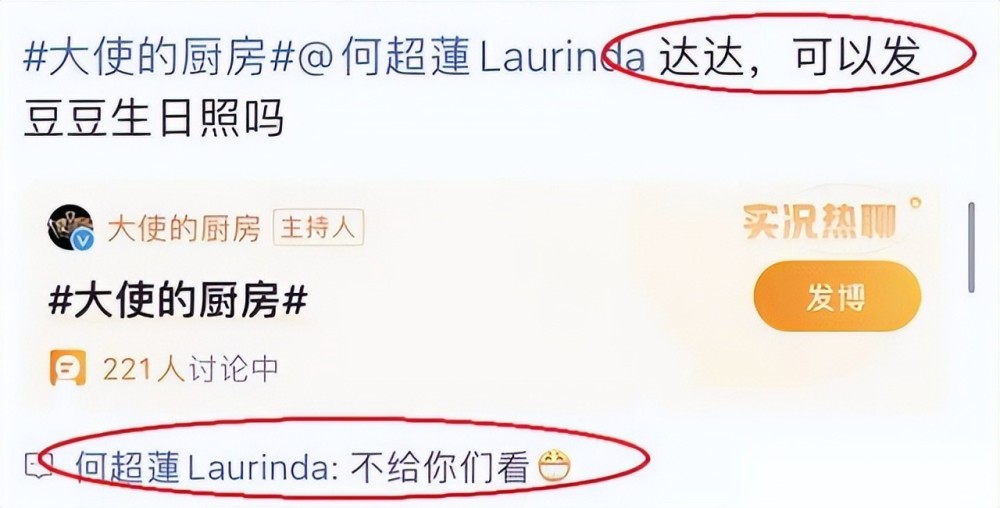 #大使的厨房#@何超蓮Laurinda 达达，可以发
豆豆生日照吗
大使的厨房 主持人
实况热聊
#大使的厨房#
发博
221人讨论中
何超蓮Laurinda: 不给你们看